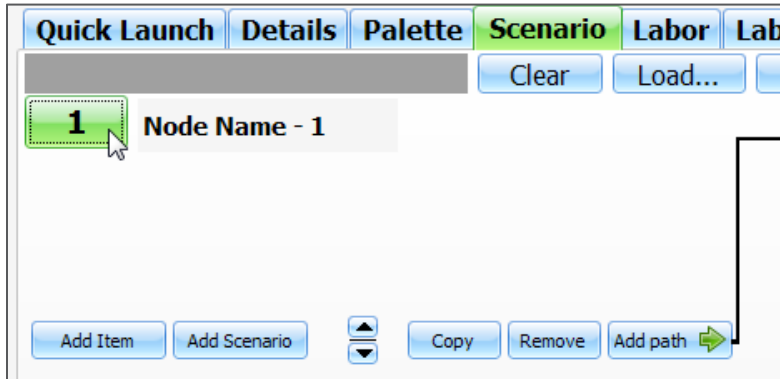 Quick Launch Details Palette Scenario Labor Lab
Clear Load...
1 Node Name - 1
Add Item Add Scenario Copy Remove Add path